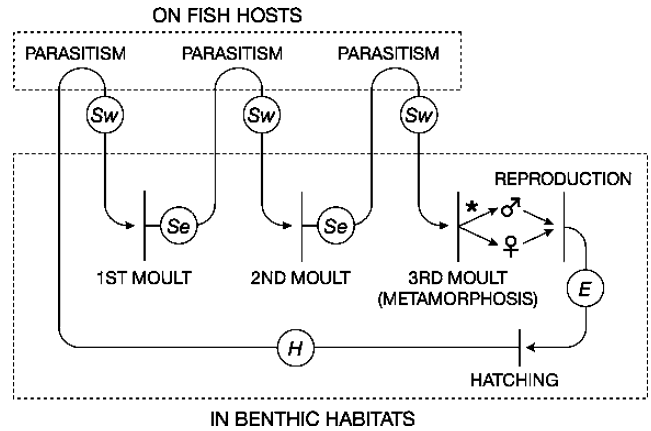 ON FISH HOSTS
PARASITISM PARASITISM PARASITISM
Sw Sw Sw
REPRODUCTION
* ♂
Se Se
♀
1ST MOULT 2ND MOULT 3RD MOULT
(METAMORPHOSIS)
E
H
HATCHING
IN BENTHIC HABITATS